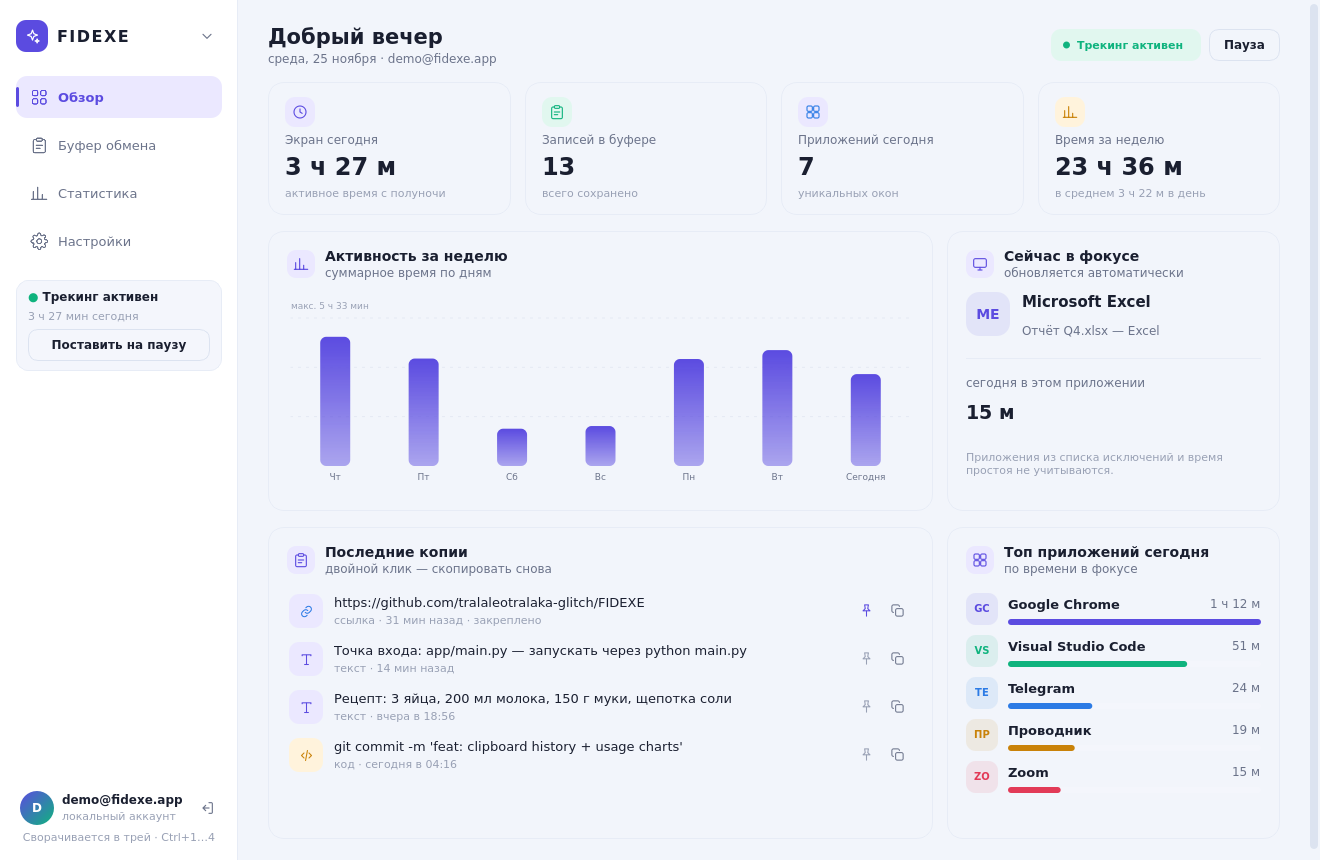 FIDEXE
Обзор
Буфер обмена
Статистика
Настройки
Трекинг активен
3 ч 27 мин сегодня
Поставить на паузу
D
demo@fidexe.app
локальный аккаунт
Сворачивается в трей · Ctrl+1…4
Добрый вечер
среда, 25 ноября · demo@fidexe.app
Трекинг активен
Пауза
Экран сегодня
3 ч 27 м
активное время с полуночи
Записей в буфере
13
всего сохранено
Приложений сегодня
7
уникальных окон
Время за неделю
23 ч 36 м
в среднем 3 ч 22 м в день
Активность за неделю
суммарное время по дням
макс. 5 ч 33 мин
Чт Пт Сб Вс Пн Вт Сегодня
Сейчас в фокусе
обновляется автоматически
ME
Microsoft Excel
Отчёт Q4.xlsx — Excel
сегодня в этом приложении
15 м
Приложения из списка исключений и время
простоя не учитываются.
Последние копии
двойной клик — скопировать снова
https://github.com/tralaleotralaka-glitch/FIDEXE
ссылка · 31 мин назад · закреплено
Точка входа: app/main.py — запускать через python main.py
текст · 14 мин назад
Рецепт: 3 яйца, 200 мл молока, 150 г муки, щепотка соли
текст · вчера в 18:56
git commit -m 'feat: clipboard history + usage charts'
код · сегодня в 04:16
Топ приложений сегодня
по времени в фокусе
GC Google Chrome 1 ч 12 м
VS Visual Studio Code 51 м
TE Telegram 24 м
ПР Проводник 19 м
ZO Zoom 15 м